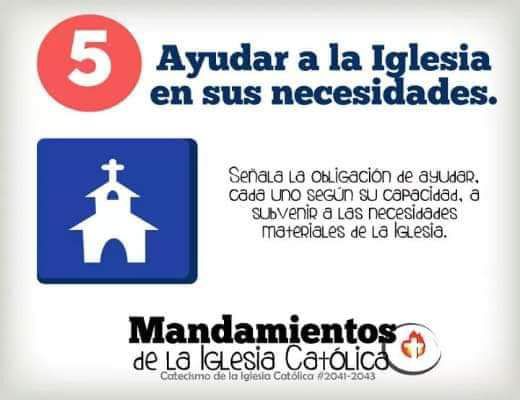 5
Ayudar a la Iglesia
en sus necesidades.
Señala la obligación de ayudar,
cada uno según su capacidad, a
subvenir a las necesidades
materiales de la Iglesia.
Mandamientos
de la Iglesia Católica
Catecismo de la Iglesia Católica #2041-2043